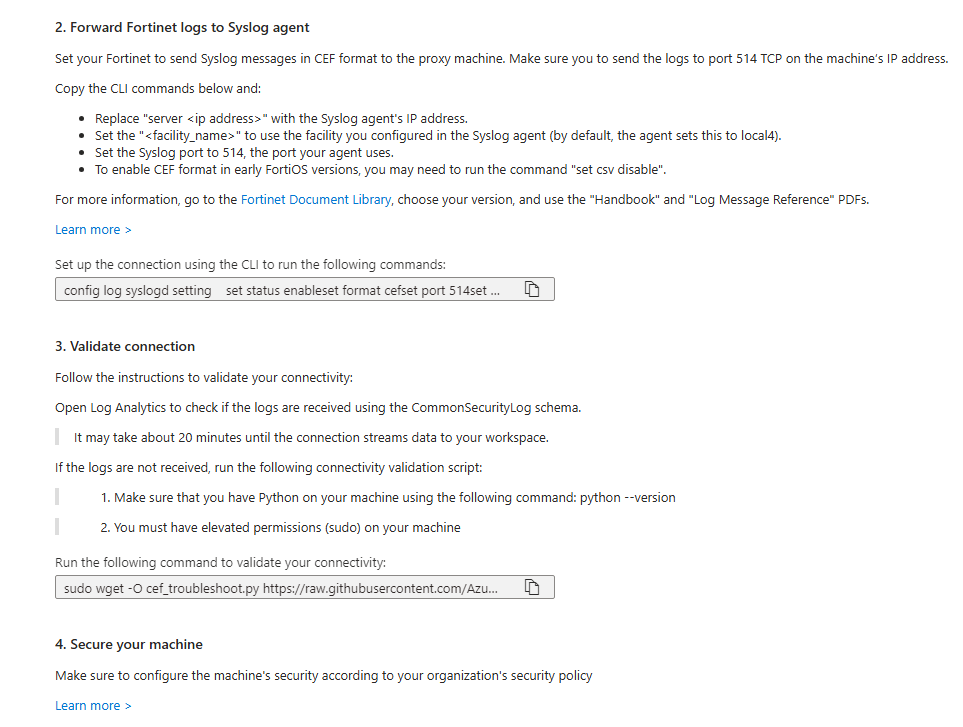 2. Forward Fortinet logs to Syslog agent
Set your Fortinet to send Syslog messages in CEF format to the proxy machine. Make sure you to send the logs to port 514 TCP on the machine's IP address.
Copy the CLI commands below and:
• Replace "server <ip address>" with the Syslog agent's IP address.
• Set the "<facility_name>" to use the facility you configured in the Syslog agent (by default, the agent sets this to local4).
• Set the Syslog port to 514, the port your agent uses.
• To enable CEF format in early FortiOS versions, you may need to run the command "set csv disable".
For more information, go to the Fortinet Document Library, choose your version, and use the "Handbook" and "Log Message Reference" PDFs.
Learn more >
Set up the connection using the CLI to run the following commands:
config log syslogd setting    set status enableset format cefset port 514set ...
3. Validate connection
Follow the instructions to validate your connectivity:
Open Log Analytics to check if the logs are received using the CommonSecurityLog schema.
It may take about 20 minutes until the connection streams data to your workspace.
If the logs are not received, run the following connectivity validation script:
1. Make sure that you have Python on your machine using the following command: python --version
2. You must have elevated permissions (sudo) on your machine
Run the following command to validate your connectivity:
sudo wget -O cef_troubleshoot.py https://raw.githubusercontent.com/Azu...
4. Secure your machine
Make sure to configure the machine's security according to your organization's security policy
Learn more >